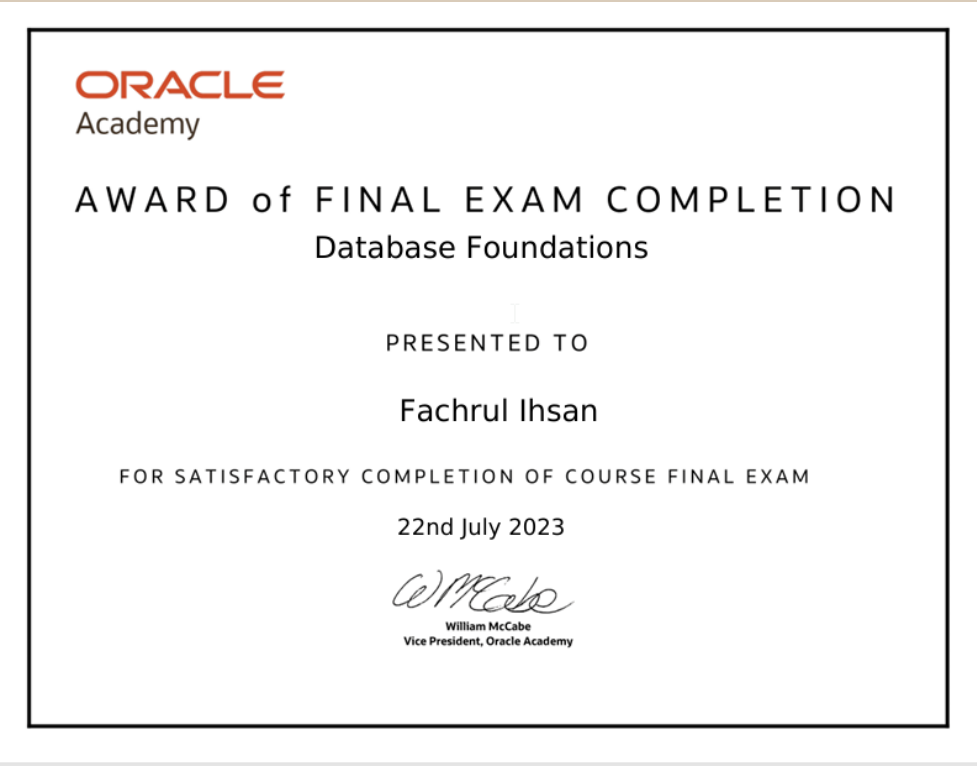 ORACLE
Academy
AWARD of FINAL EXAM COMPLETION
Database Foundations
PRESENTED TO
Fachrul Ihsan
FOR SATISFACTORY COMPLETION OF COURSE FINAL EXAM
22nd July 2023
WMcCabe
William McCabe
Vice President, Oracle Academy